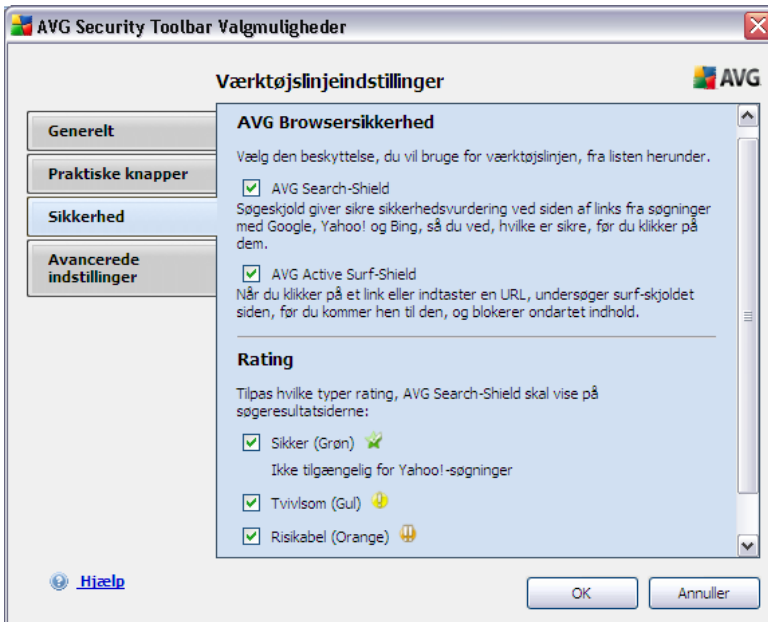 AVG Security Toolbar Valgmuligheder
Værktøjslinjeindstillinger
AVG
Generelt
Praktiske knapper
Sikkerhed
Avancerede
indstillinger
AVG Browsersikkerhed
Vælg den beskyttelse, du vil bruge for værktøjslinjen, fra listen herunder.
AVG Search-Shield
Søgeskjold giver sikre sikkerhedsvurdering ved siden af links fra søgninger
med Google, Yahoo! og Bing, så du ved, hvilke er sikre, før du klikker på
dem.
AVG Active Surf-Shield
Når du klikker på et link eller indtaster en URL, undersøger surf-skjoldet
siden, før du kommer hen til den, og blokerer ondartet indhold.
Rating
Tilpas hvilke typer rating, AVG Search-Shield skal vise på
søgeresultatsiderne:
Sikker (Grøn)
Ikke tilgængelig for Yahoo!-søgninger
Tvivlsom (Gul)
Risikabel (Orange)
Hjælp
OK
Annuller